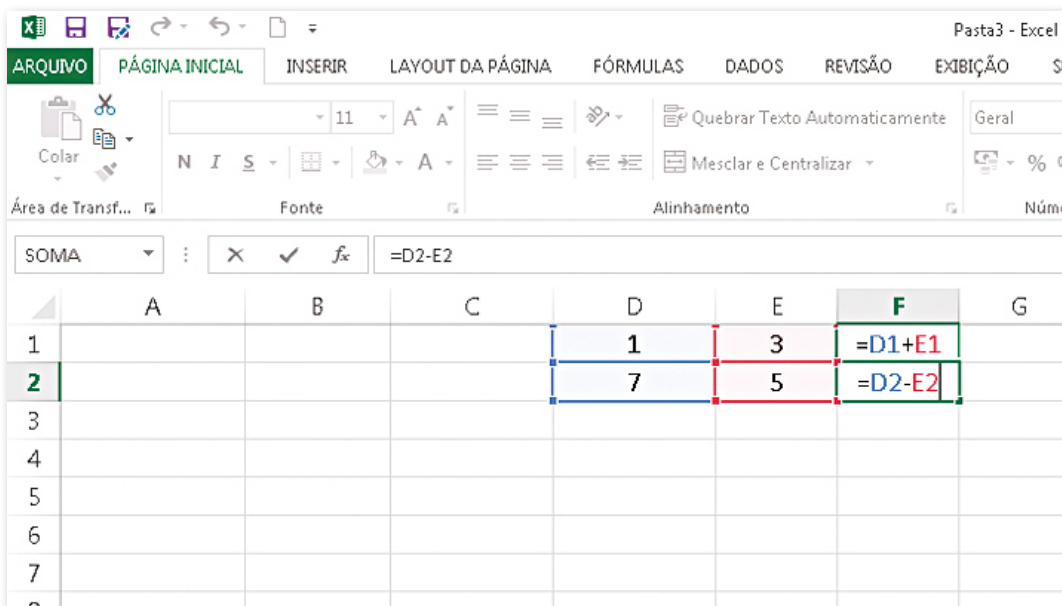 Pasta3 - Excel
ARQUIVO PÁGINA INICIAL INSERIR LAYOUT DA PÁGINA FÓRMULAS DADOS REVISÃO EXIBIÇÃO
11 A A Quebrar Texto Automaticamente Geral
Colar N I S A Mesclar e Centralizar %
Área de Transf... Fonte Alinhamento Núm
SOMA fx =D2-E2
A B C D E F G
1 1 3 =D1+E1
2 7 5 =D2-E2
3
4
5
6
7